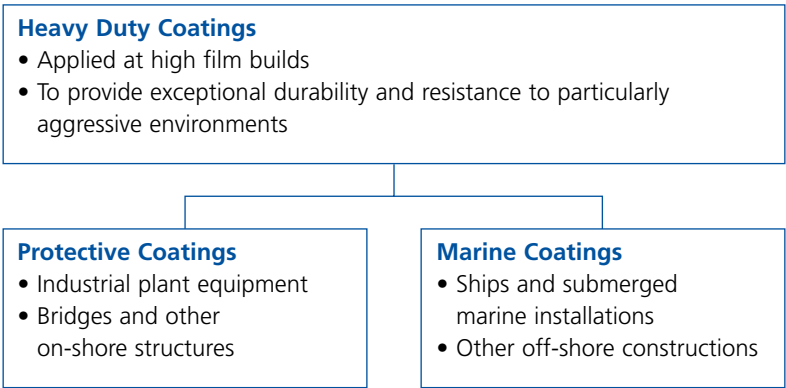 Heavy Duty Coatings
• Applied at high film builds
• To provide exceptional durability and resistance to particularly
aggressive environments
Protective Coatings
• Industrial plant equipment
• Bridges and other
on-shore structures
Marine Coatings
• Ships and submerged
marine installations
• Other off-shore constructions